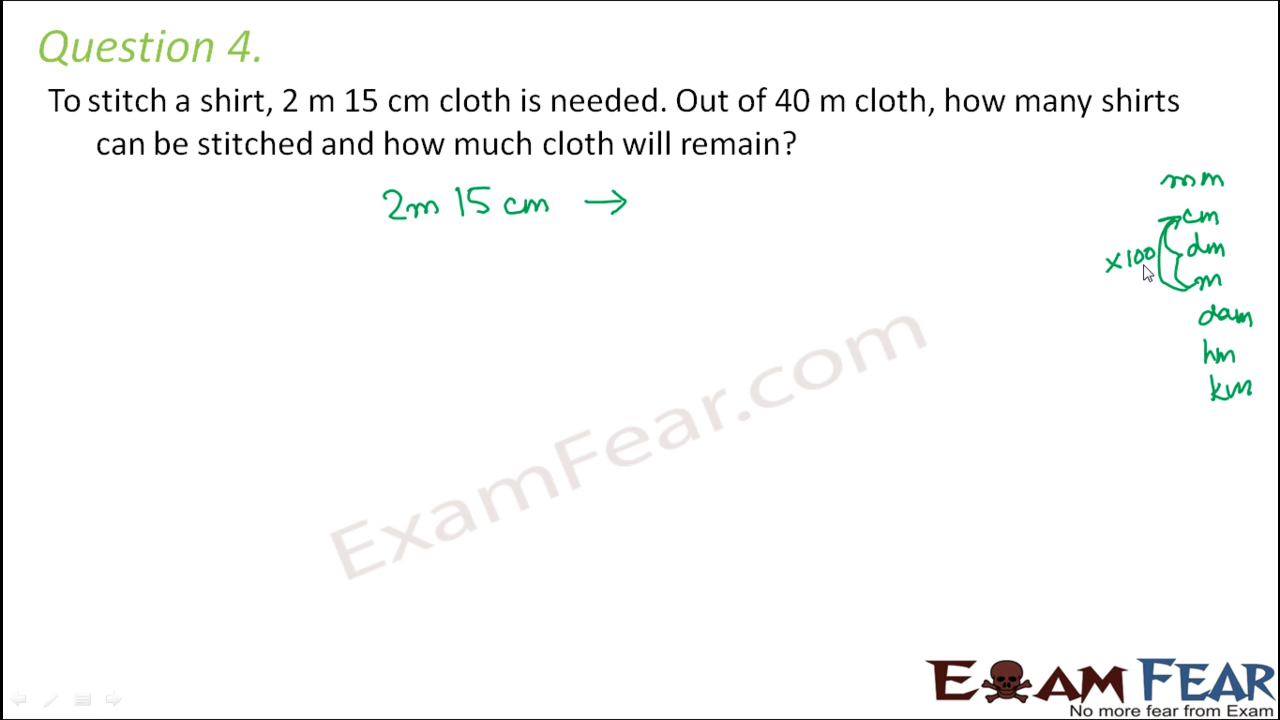 Question 4.
To stitch a shirt, 2 m 15 cm cloth is needed. Out of 40 m cloth, how many shirts
can be stitched and how much cloth will remain?
2m 15 cm →
mm
cm
dm
×100
m
dam
hm
km
ExamFear.com
EXAM FEAR
No more fear from Exam